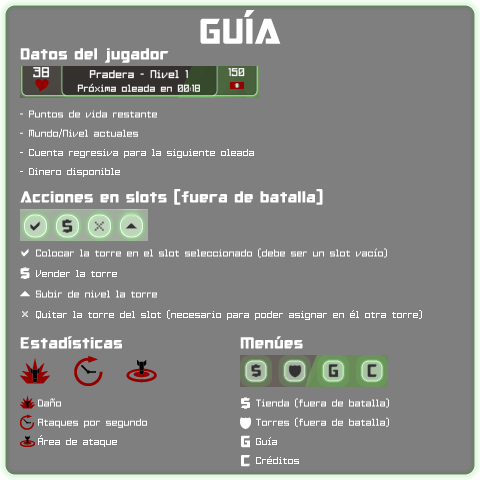 GUÍA
Datos del jugador
38
Pradera - Nivel 1
150
Próxima oleada en 00:18
- Puntos de vida restante
- Mundo/Nivel actuales
- Cuenta regresiva para la siguiente oleada
- Dinero disponible
Acciones en slots [fuera de batalla]
$
Colocar la torre en el slot seleccionado (debe ser un slot vacío)
$ Vender la torre
Subir de nivel la torre
Quitar la torre del slot (necesario para poder asignar en él otra torre)
Estadísticas
Daño
Ataques por segundo
Área de ataque
Menúes
$ G C
$ Tienda (fuera de batalla)
Torres (fuera de batalla)
G Guía
C Créditos